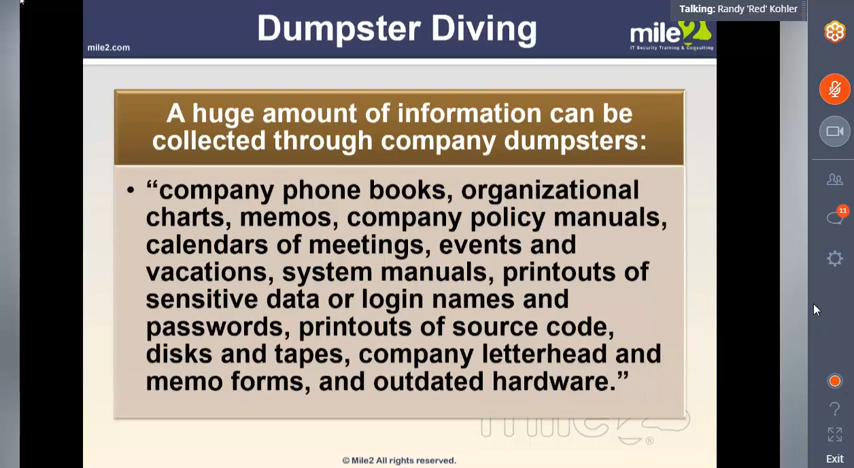 Talking: Randy 'Red' Kohler
Dumpster Diving
mile2.com
mile2
IT Security Training & Consulting
A huge amount of information can be
collected through company dumpsters:
• “company phone books, organizational
charts, memos, company policy manuals,
calendars of meetings, events and
vacations, system manuals, printouts of
sensitive data or login names and
passwords, printouts of source code,
disks and tapes, company letterhead and
memo forms, and outdated hardware.”
mile2®
© Mile2 All rights reserved.
11
?
Exit